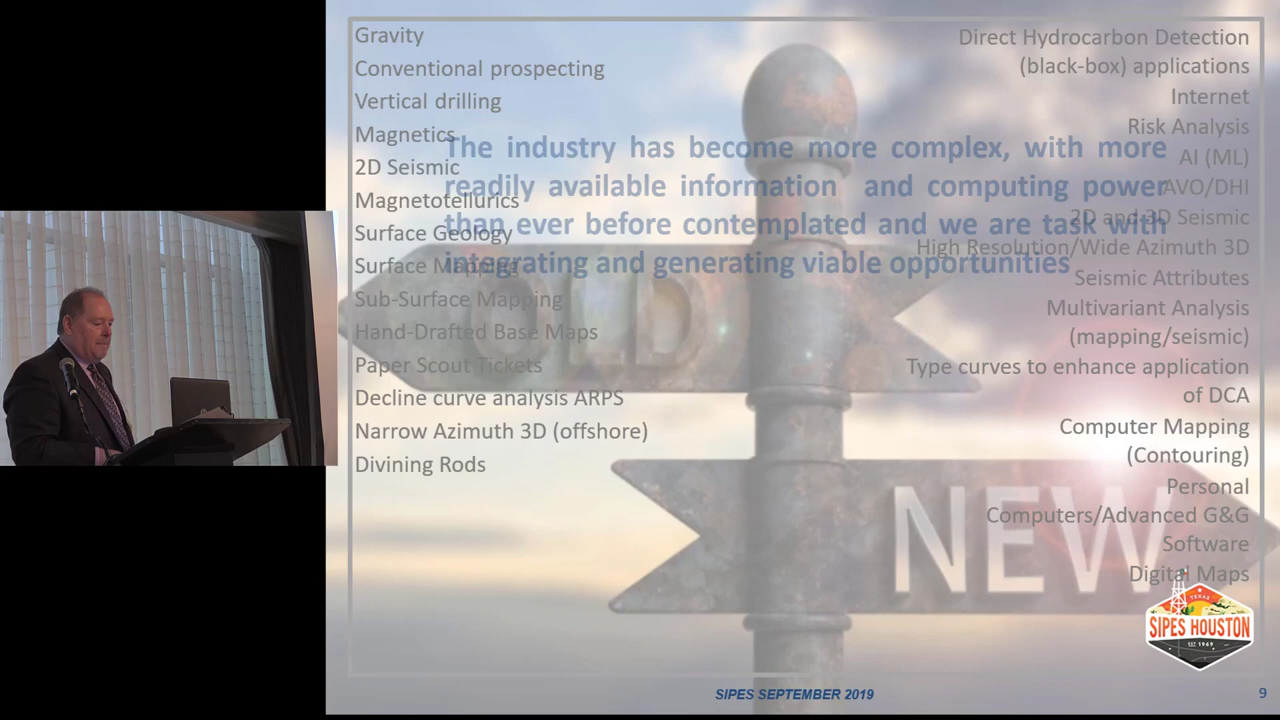 Gravity
Conventional prospecting
Vertical drilling
Magnetics
2D Seismic
Magnetotellurics
Surface Geology
Surface Mapping
Sub-Surface Mapping
Hand-Drafted Base Maps
Paper Scout Tickets
Decline curve analysis ARPS
Narrow Azimuth 3D (offshore)
Divining Rods
The industry has become more complex, with more
readily available information and computing power
than ever before contemplated and we are task with
integrating and generating viable opportunities
Direct Hydrocarbon Detection
(black-box) applications
Internet
Risk Analysis
AI (ML)
AVO/DHI
2D and 3D Seismic
High Resolution/Wide Azimuth 3D
Seismic Attributes
Multivariant Analysis
(mapping/seismic)
Type curves to enhance application
of DCA
Computer Mapping
(Contouring)
Personal
Computers/Advanced G&G
Software
Digital Maps
OLD
NEW
TEXAS
SIPES HOUSTON
EST 1949
SIPES SEPTEMBER 2019
9